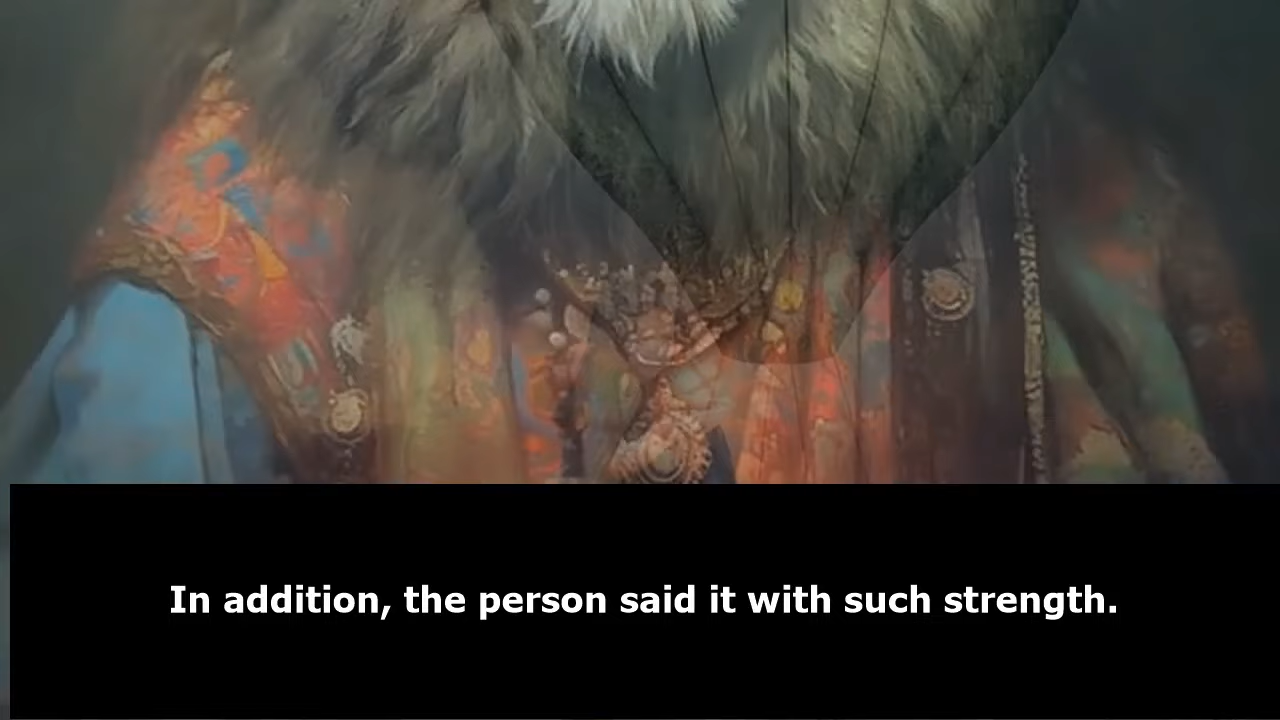 In addition, the person said it with such strength.